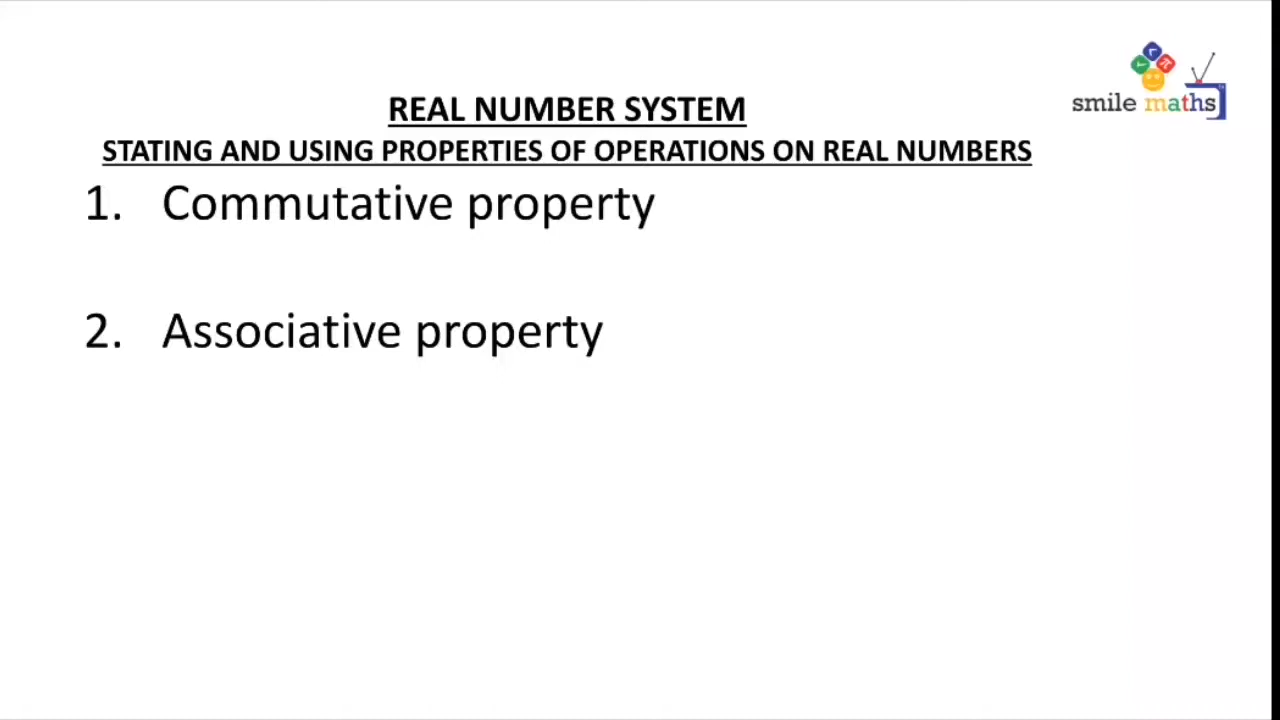 smile maths
REAL NUMBER SYSTEM
STATING AND USING PROPERTIES OF OPERATIONS ON REAL NUMBERS
1. Commutative property
2. Associative property